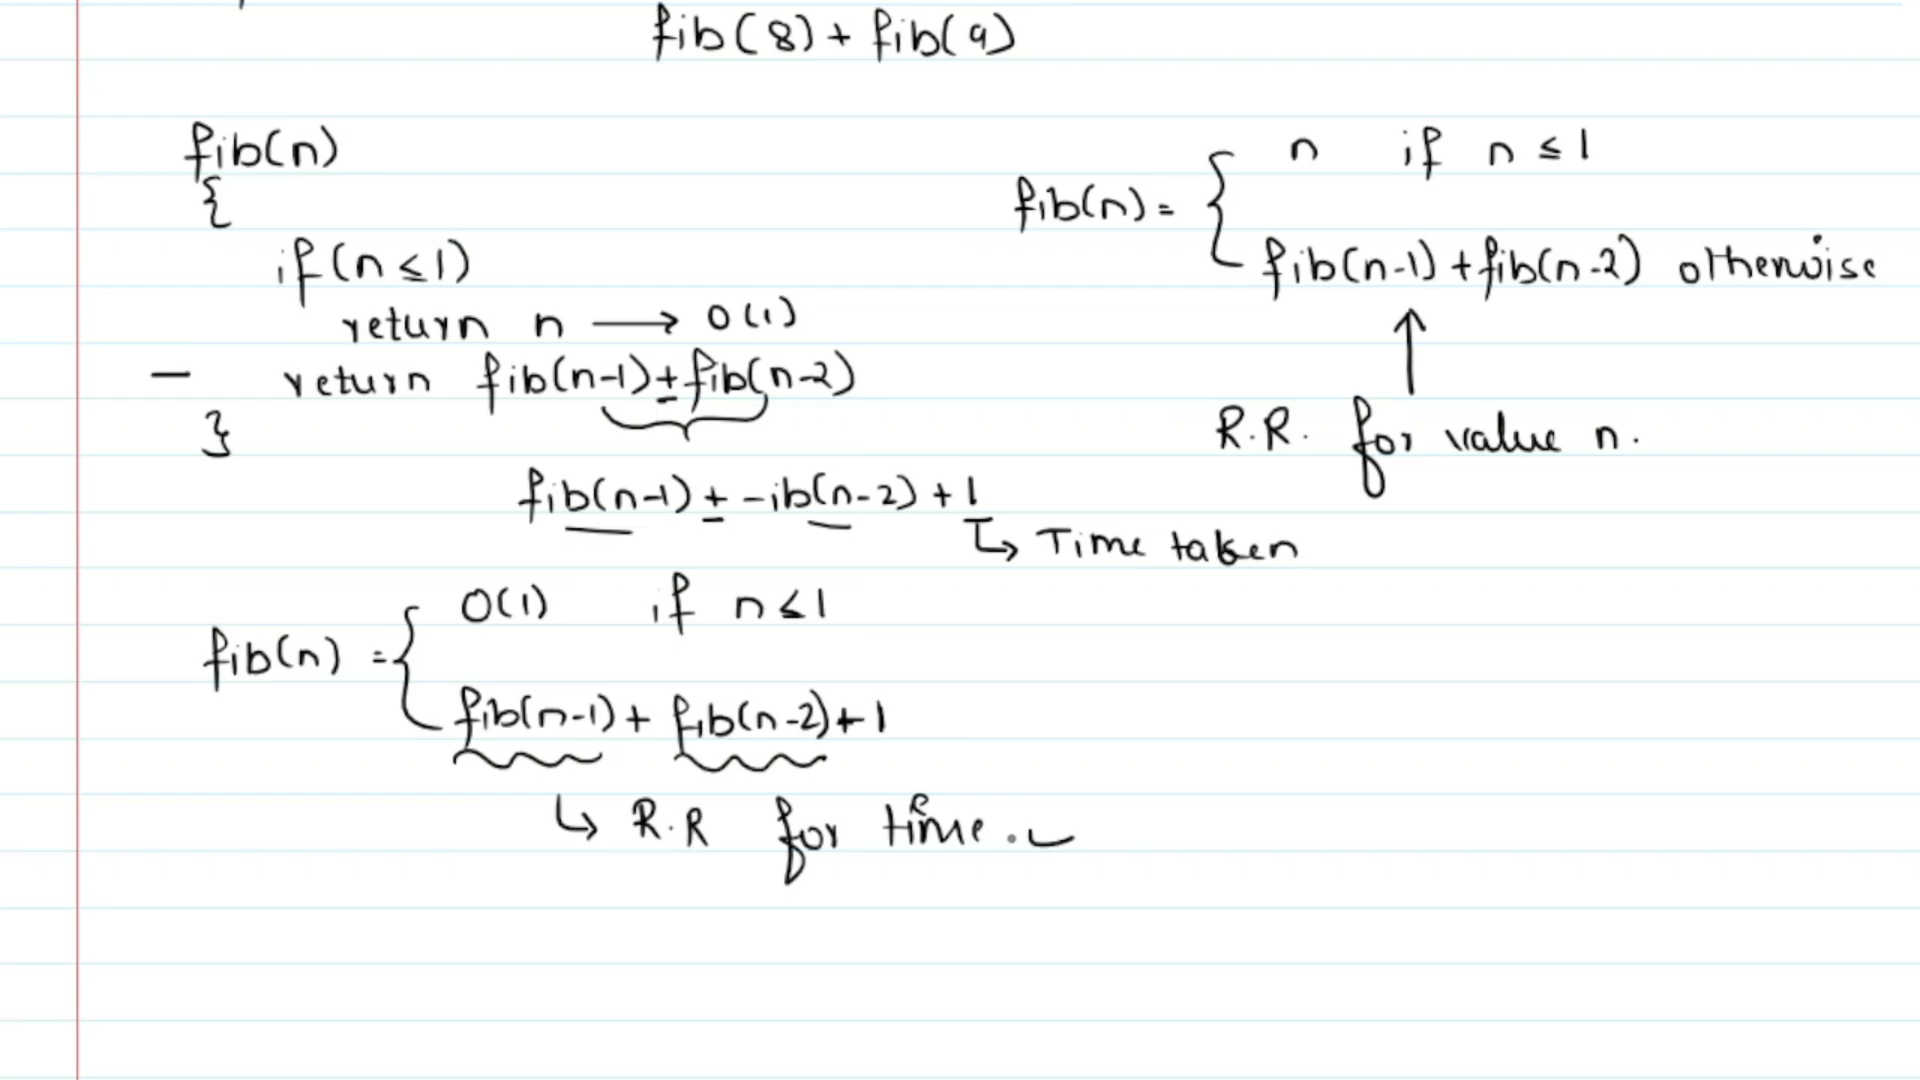 fib(8) + fib(9)
fib(n)
{
if (n ≤ 1)
return n → O(1)
- return fib(n-1) + fib(n-2)
}
fib(n) = { n if n ≤ 1
fib(n-1) + fib(n-2) otherwise
↑
R.R. for value n.
fib(n-1) + -ib(n-2) + 1
↳ Time taken
fib(n) = { O(1) if n ≤ 1
fib(n-1) + fib(n-2) + 1
↳ R.R for time.